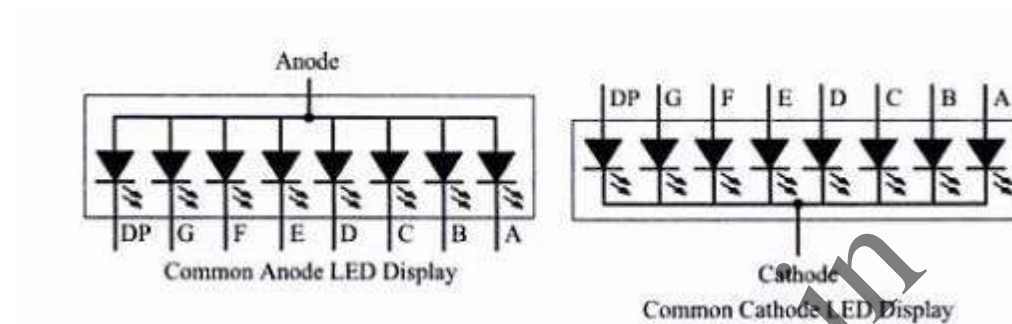 Anode
DP G F E D C B A
Common Anode LED Display
DP G F E D C B A
Cathode
Common Cathode LED Display